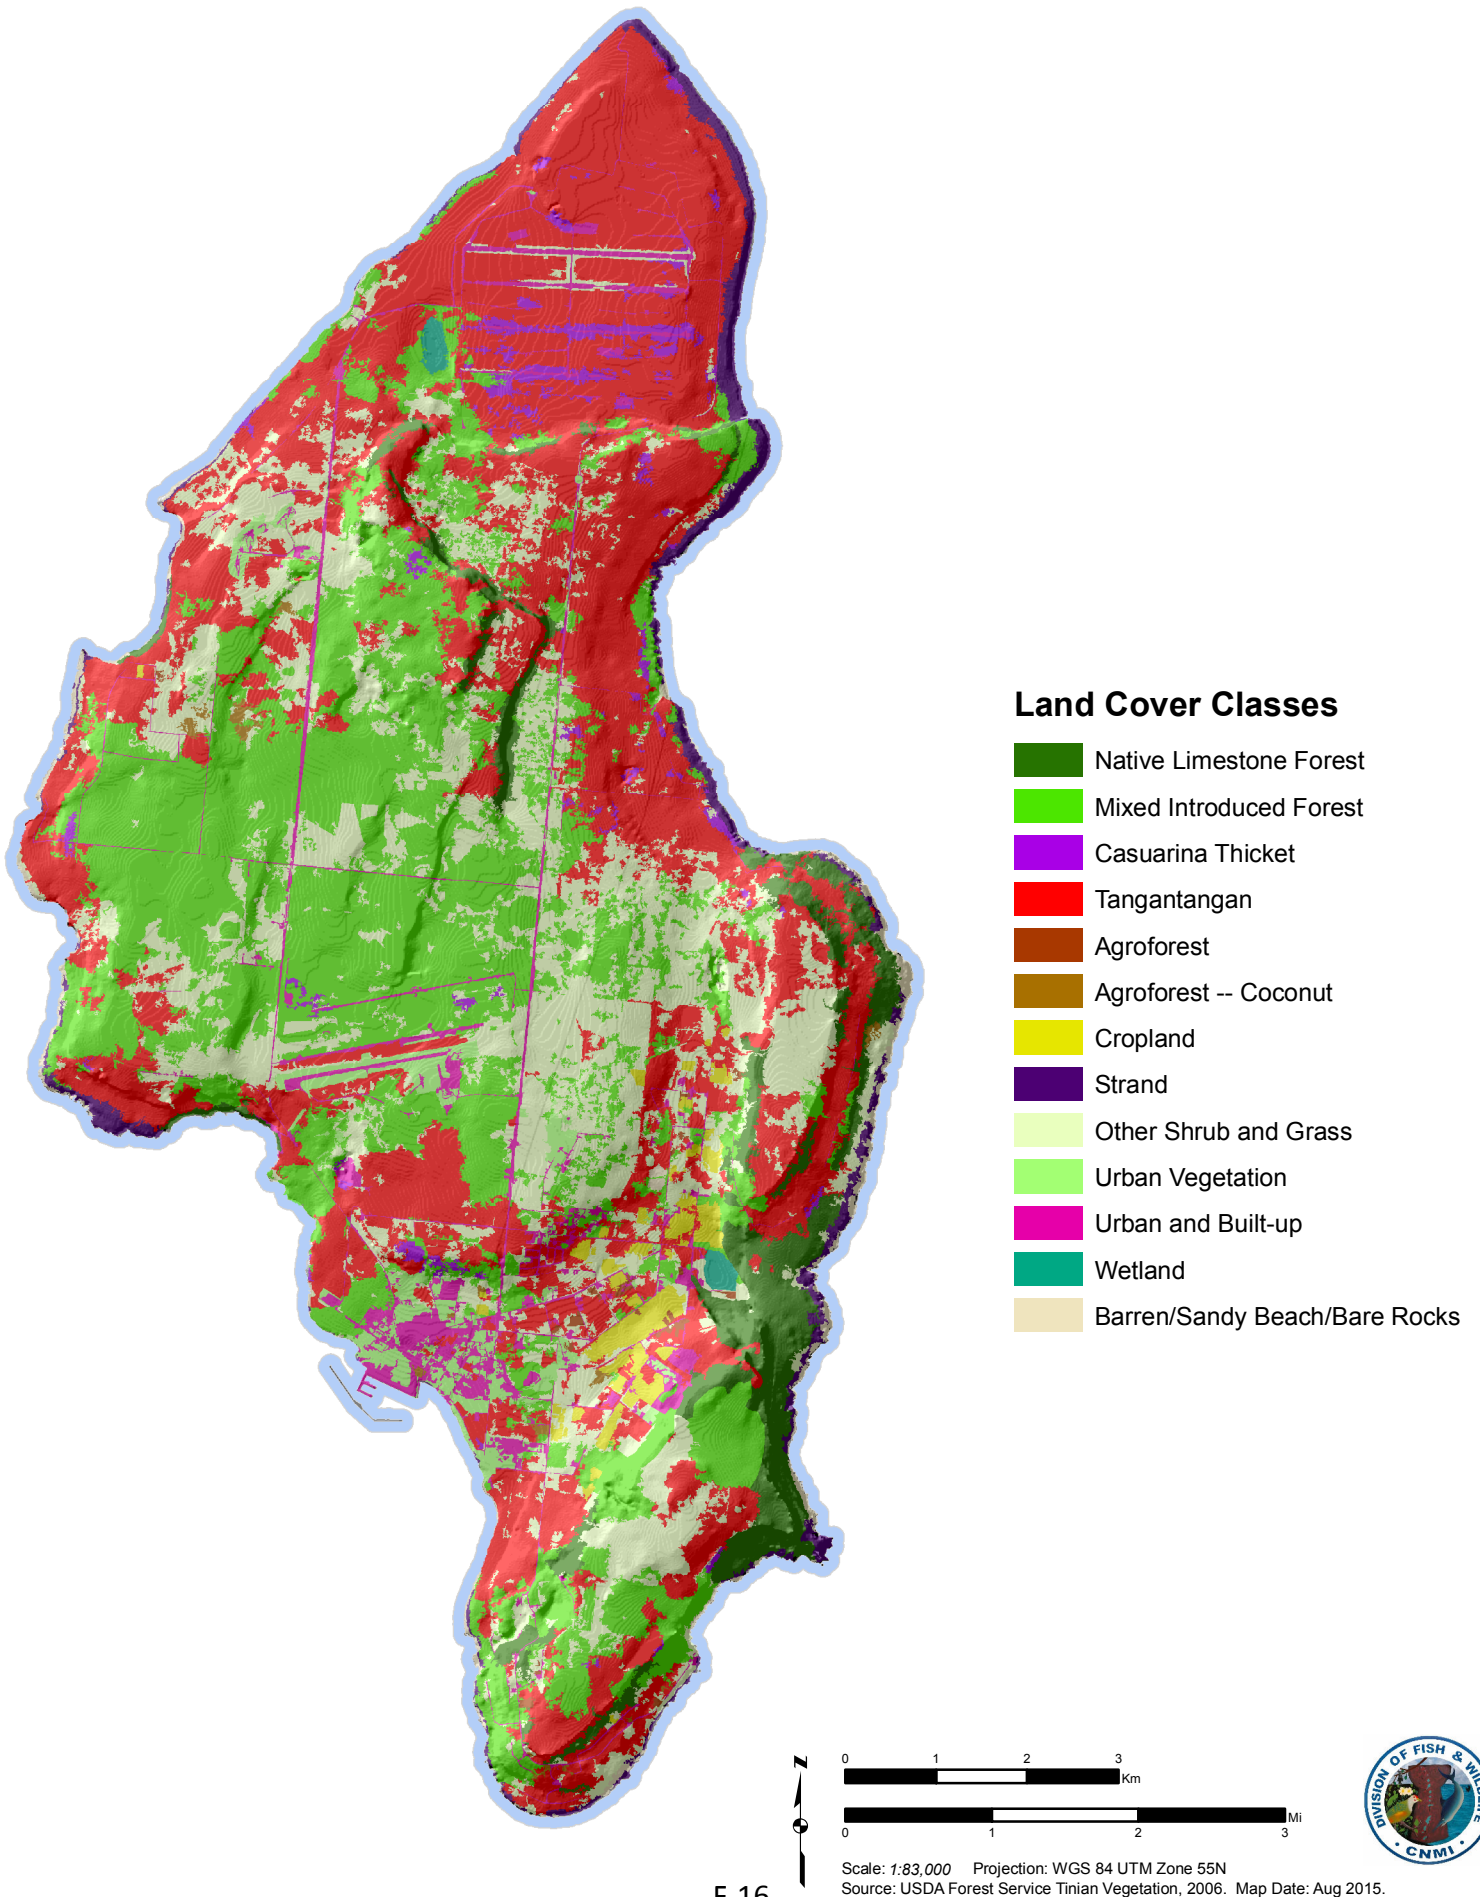 Land Cover Classes
Native Limestone Forest
Mixed Introduced Forest
Casuarina Thicket
Tangantangan
Agroforest
Agroforest -- Coconut
Cropland
Strand
Other Shrub and Grass
Urban Vegetation
Urban and Built-up
Wetland
Barren/Sandy Beach/Bare Rocks
N
0 1 2 3
Km
Mi
0 1 2 3
Scale: 1:83,000 Projection: WGS 84 UTM Zone 55N
Source: USDA Forest Service Tinian Vegetation, 2006. Map Date: Aug 2015.
DIVISION OF FISH &
CNMI